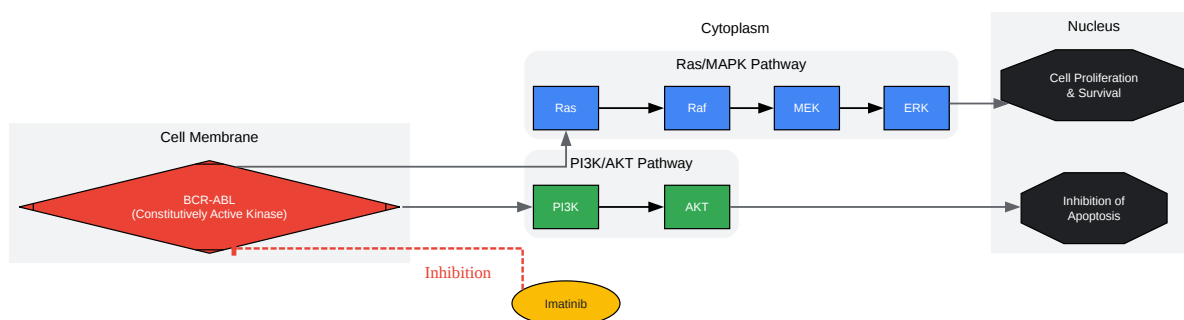 Cytoplasm
Nucleus
Ras/MAPK Pathway
Cell Proliferation
& Survival
Ras
Raf
MEK
ERK
Cell Membrane
PI3K/AKT Pathway
BCR-ABL
(Constitutively Active Kinase)
PI3K
AKT
Inhibition of
Apoptosis
Inhibition
Imatinib